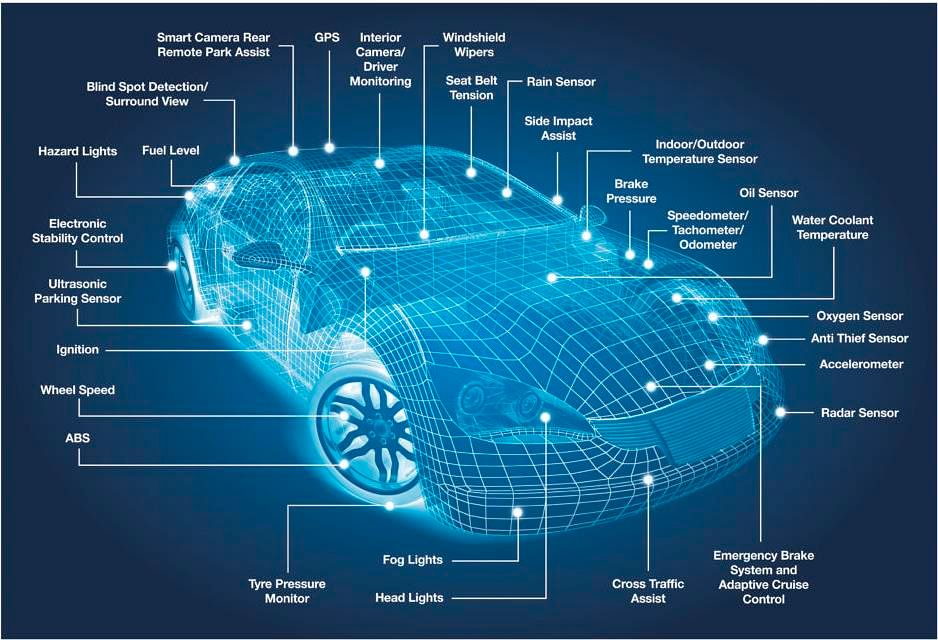 Smart Camera Rear
Remote Park Assist
GPS
Interior
Camera/
Driver
Monitoring
Windshield
Wipers
Seat Belt
Tension
Rain Sensor
Blind Spot Detection/
Surround View
Side Impact
Assist
Hazard Lights
Fuel Level
Indoor/Outdoor
Temperature Sensor
Brake
Pressure
Oil Sensor
Speedometer/
Tachometer/
Odometer
Water Coolant
Temperature
Electronic
Stability Control
Ultrasonic
Parking Sensor
Oxygen Sensor
Anti Thief Sensor
Ignition
Accelerometer
Wheel Speed
Radar Sensor
ABS
Fog Lights
Head Lights
Tyre Pressure
Monitor
Cross Traffic
Assist
Emergency Brake
System and
Adaptive Cruise
Control